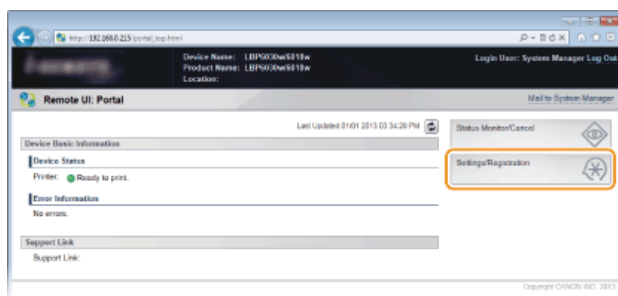 http://192.168.0.215/portal_top.html
Device Name: LBP6030w/6018w
Product Name: LBP6030w/6018w
Location:
Login User: System Manager Log Out
Remote UI: Portal
Mail to System Manager
Last Updated 01/01 2013 03:34:26 PM
Device Basic Information
Device Status
Printer: Ready to print.
Error Information
No errors.
Support Link
Support Link:
Status Monitor/Cancel
Settings/Registration
Copyright CANON INC. 2013